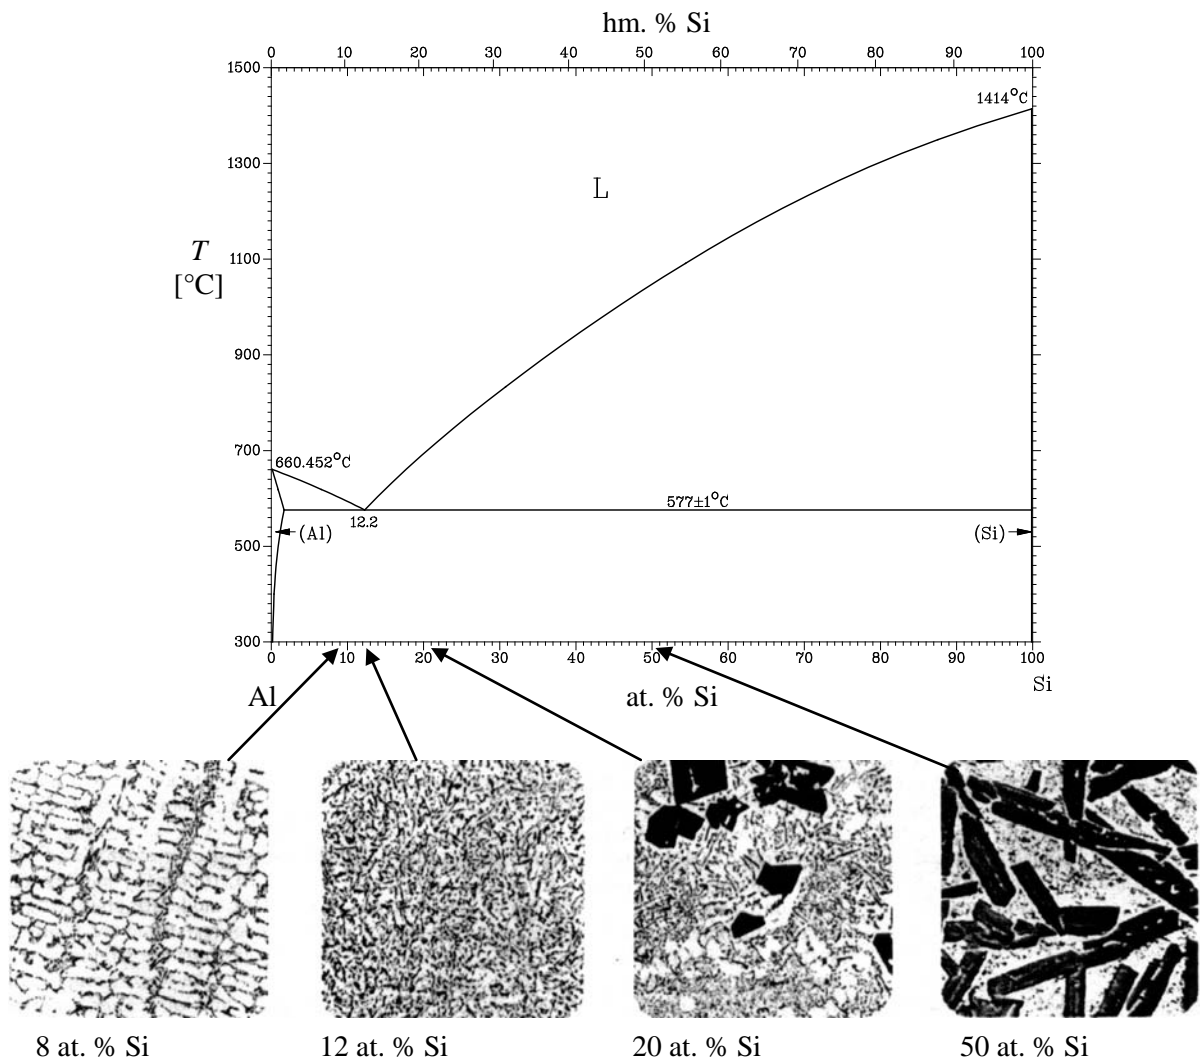 hm. % Si
0 10 20 30 40 50 60 70 80 90 100
1500
1414°C
1300
L
T
[°C]
1100
900
700
660.452°C
577±1°C
12.2
(Al)
(Si)
500
300
0 10 20 30 40 50 60 70 80 90 100
Al
at. % Si
Si
8 at. % Si
12 at. % Si
20 at. % Si
50 at. % Si